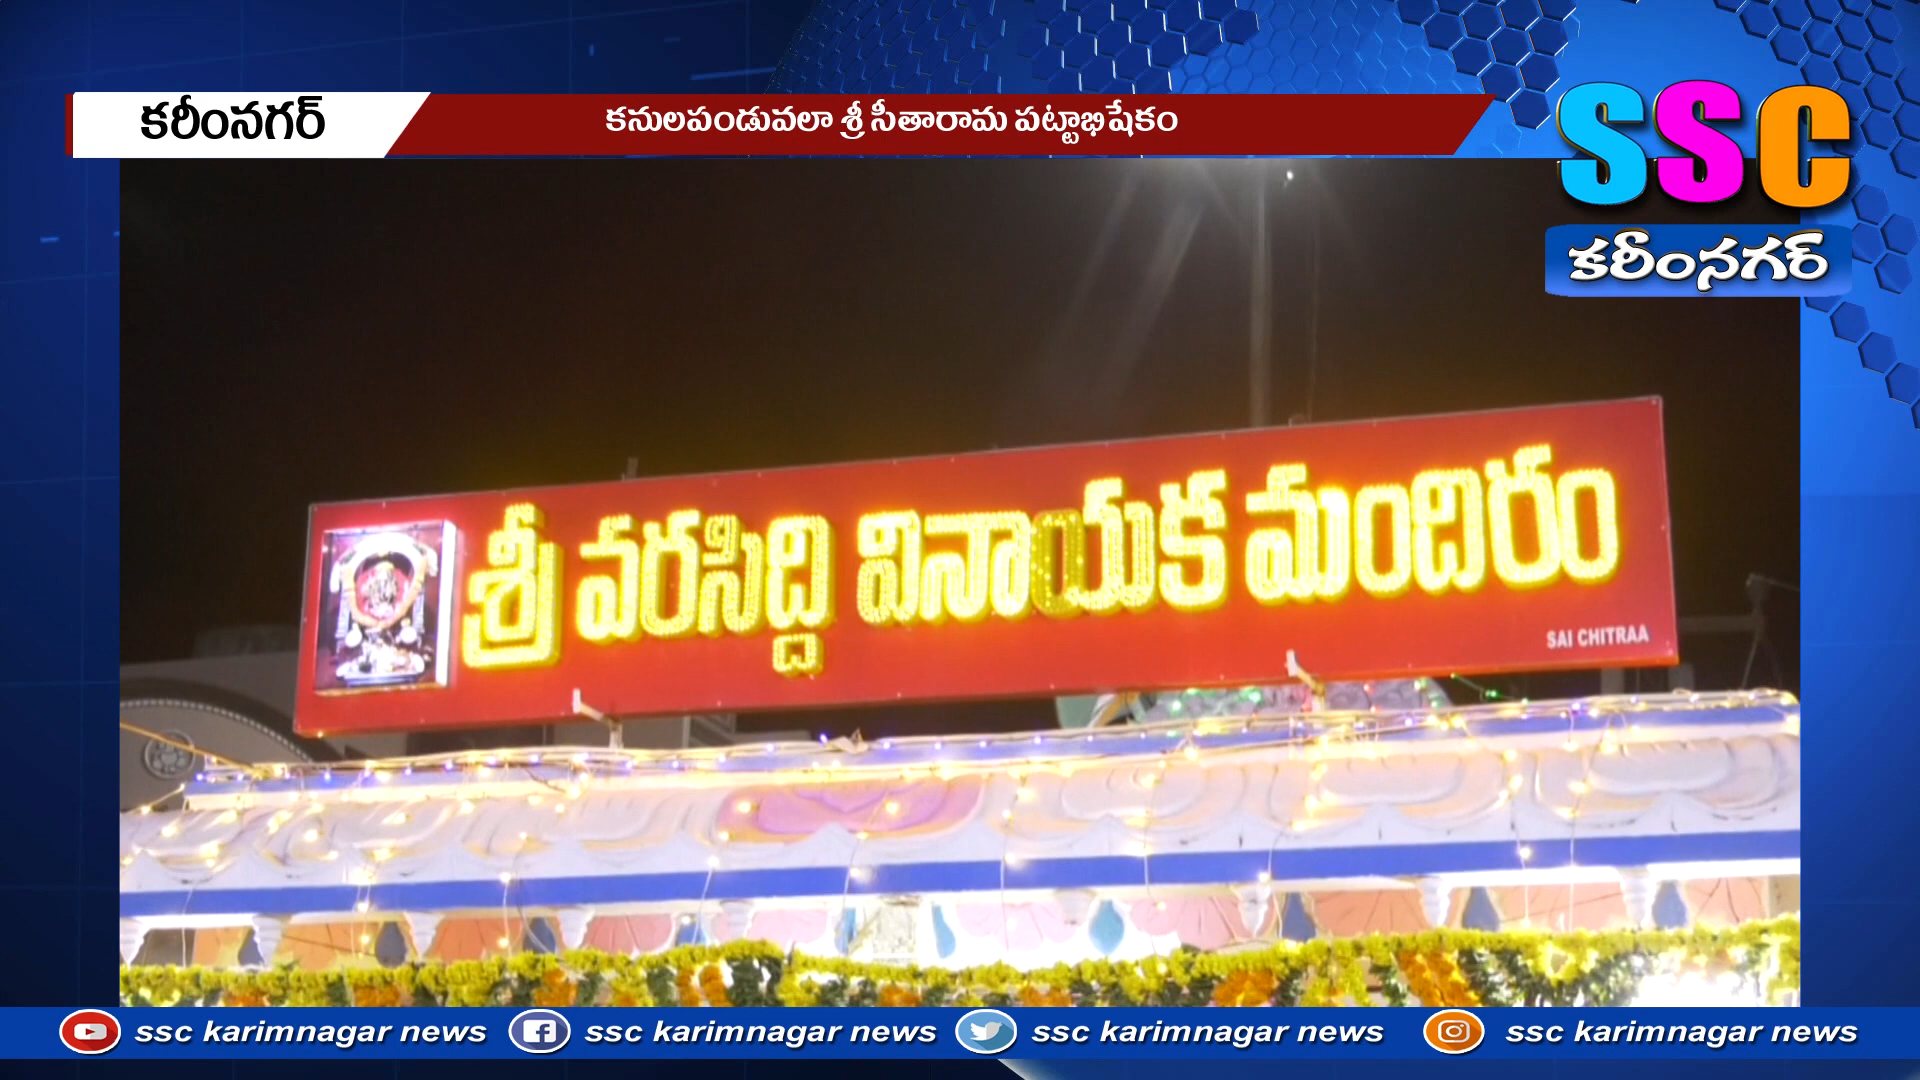 కరీంనగర్
కనులపండువలా శ్రీ సీతారామ పట్టాభిషేకం
SSC
కరీంనగర్
శ్రీ వరసిద్ది వినాయక మందిరం
SAI CHITRAA
ssc karimnagar news
ssc karimnagar news
ssc karimnagar news
ssc karimnagar news